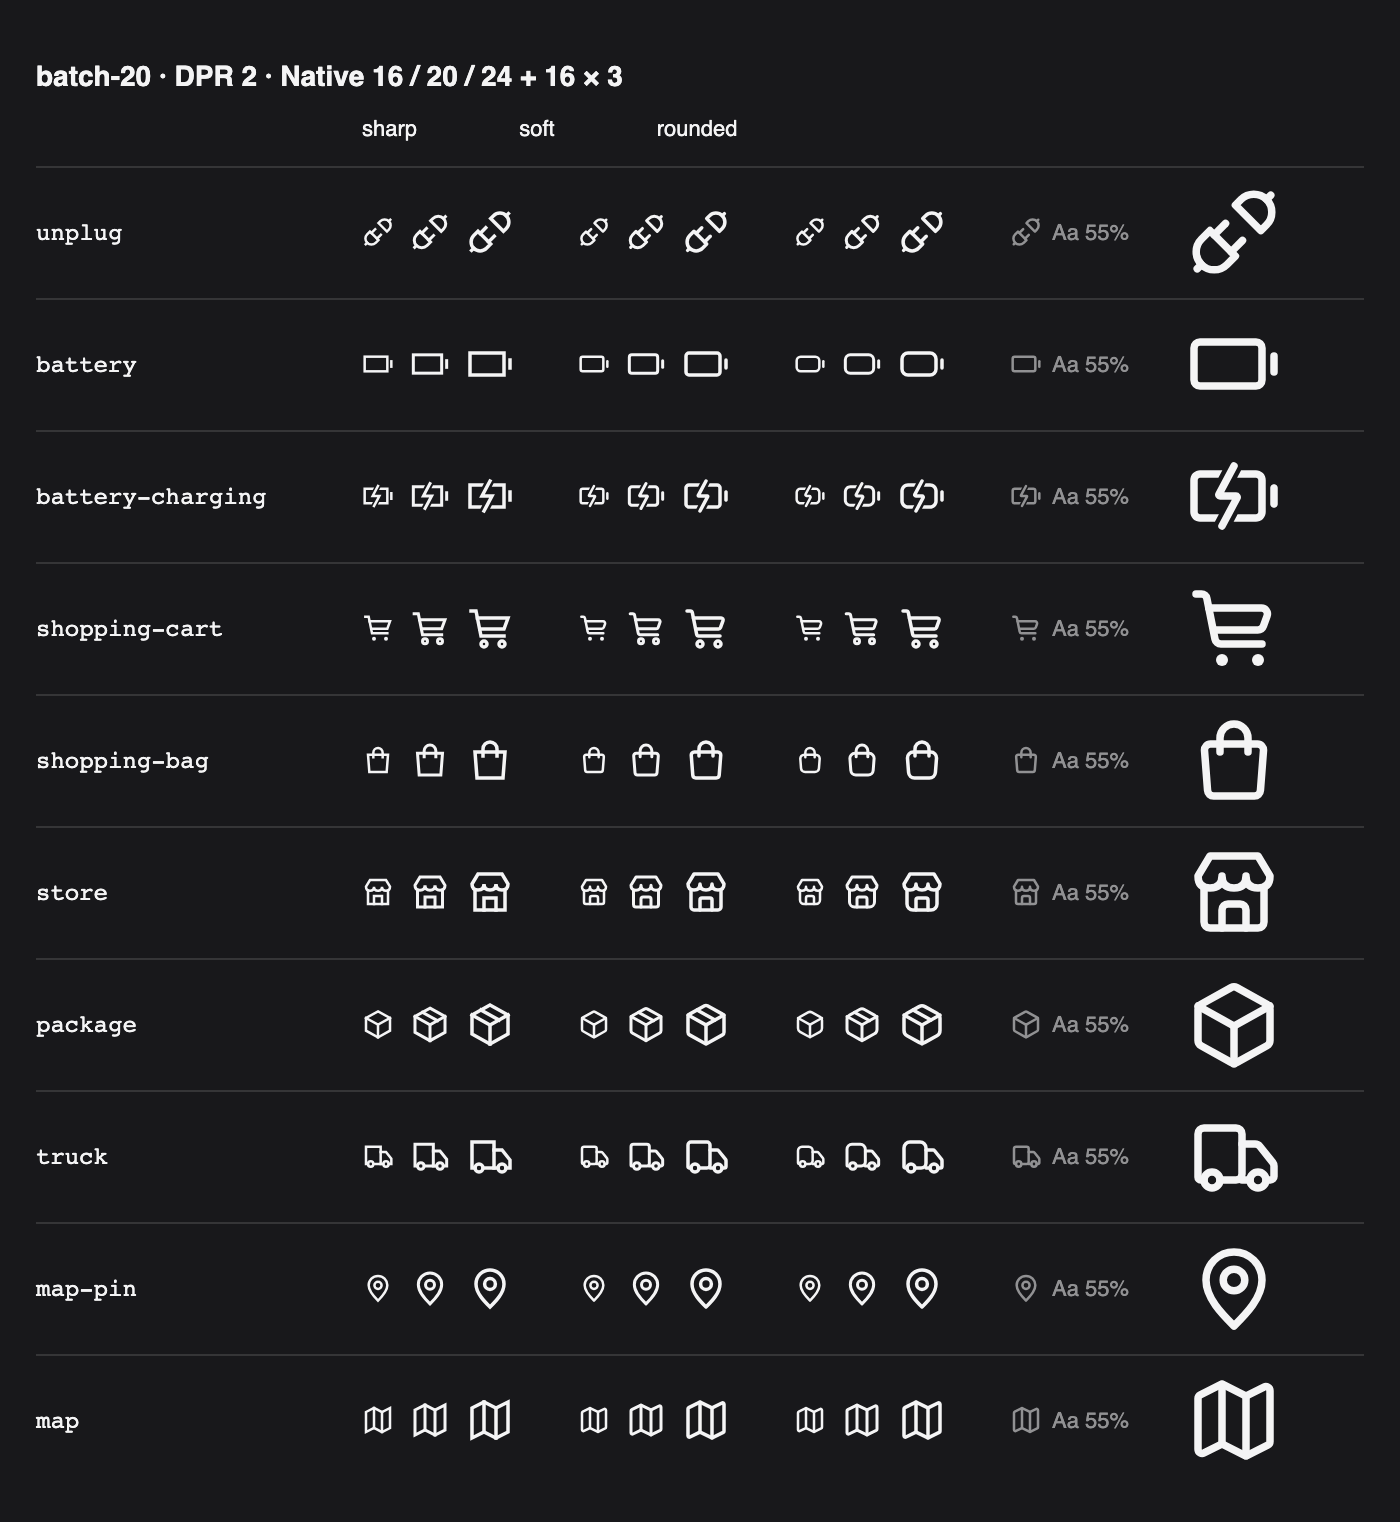 batch-20 · DPR 2 · Native 16 / 20 / 24 + 16 × 3
sharp soft rounded
unplug Aa 55%
battery Aa 55%
battery-charging Aa 55%
shopping-cart Aa 55%
shopping-bag Aa 55%
store Aa 55%
package Aa 55%
truck Aa 55%
map-pin Aa 55%
map Aa 55%